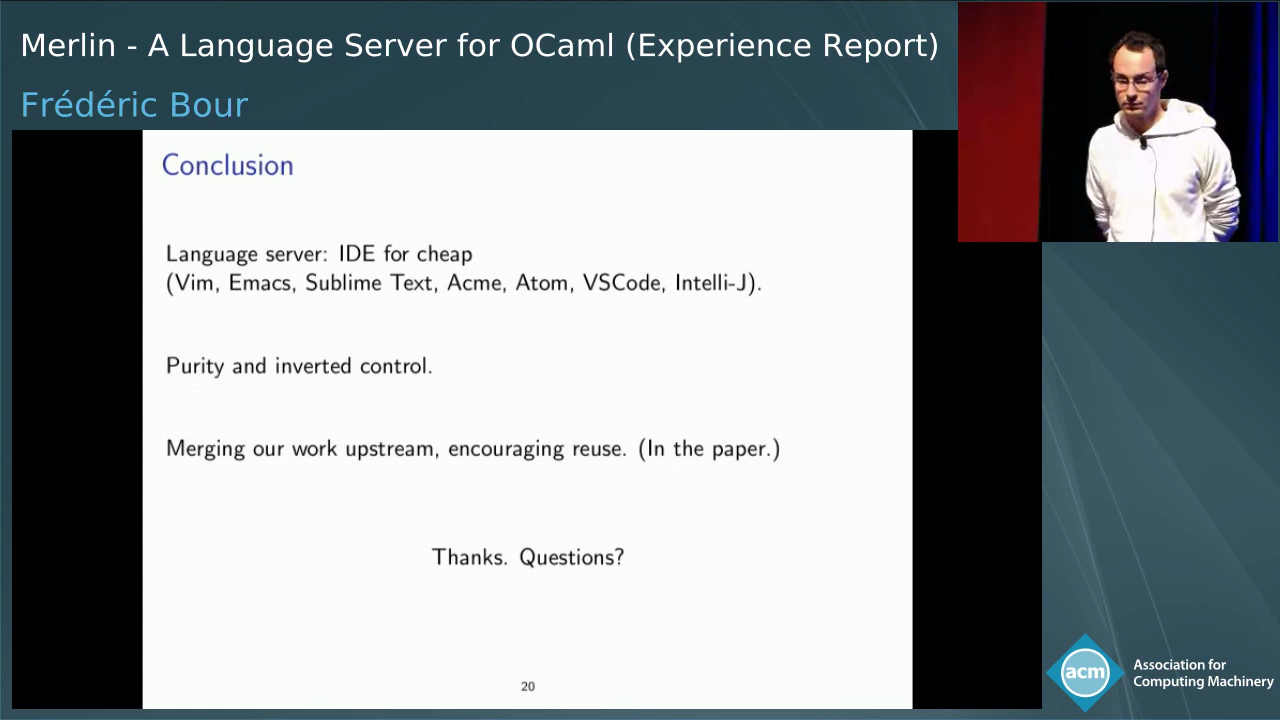 Merlin - A Language Server for OCaml (Experience Report)
Frédéric Bour
Conclusion
Language server: IDE for cheap
(Vim, Emacs, Sublime Text, Acme, Atom, VSCode, Intelli-J).
Purity and inverted control.
Merging our work upstream, encouraging reuse. (In the paper.)
Thanks. Questions?
20
acm
Association for
Computing Machinery